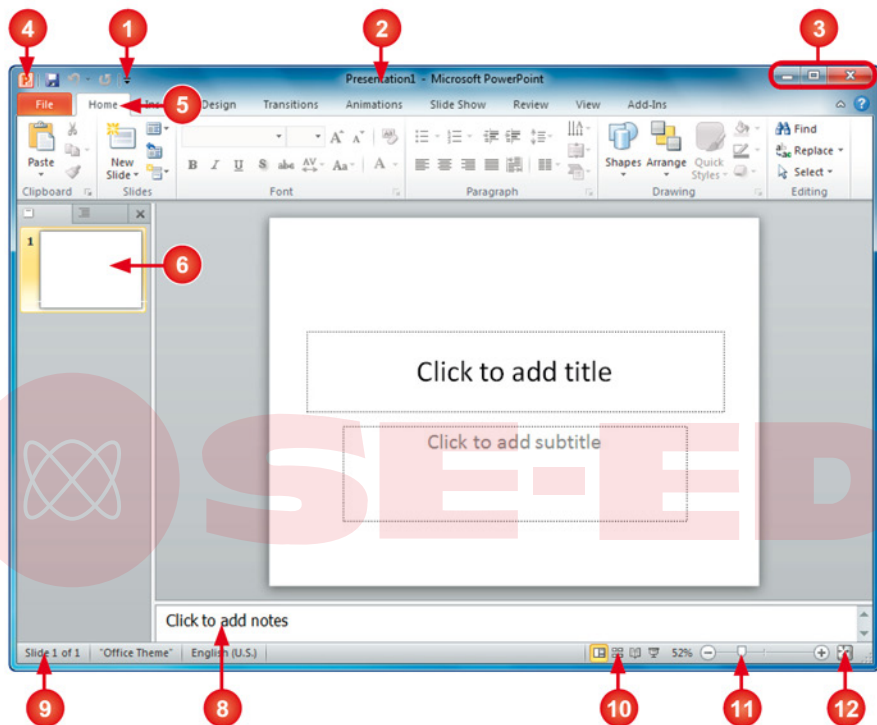 4 1 2 3
Presentation1 - Microsoft PowerPoint
File Home 5 Design Transitions Animations Slide Show Review View Add-Ins
Paste
New Slide
B I U S abc AV Aa A
Shapes Arrange Quick Styles
Find
Replace
Select
Clipboard Slides Font Paragraph Drawing Editing
1
6
Click to add title
Click to add subtitle
SE-ED
Click to add notes
Slide 1 of 1 "Office Theme" English (U.S.) 52%
9 8 10 11 12